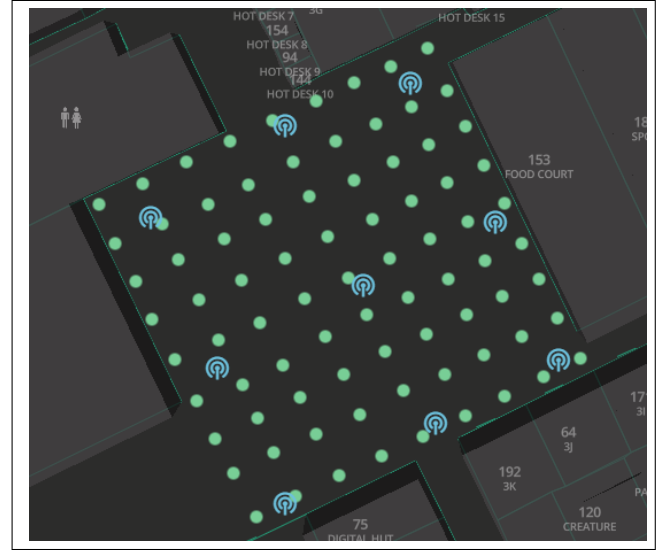 HOT DESK 7
3G
HOT DESK 15
154
HOT DESK 8
94
HOT DESK 9
144
HOT DESK 10
153
FOOD COURT
64
3J
3I
192
3K
120
CREATURE
75
DIGITAL HUT